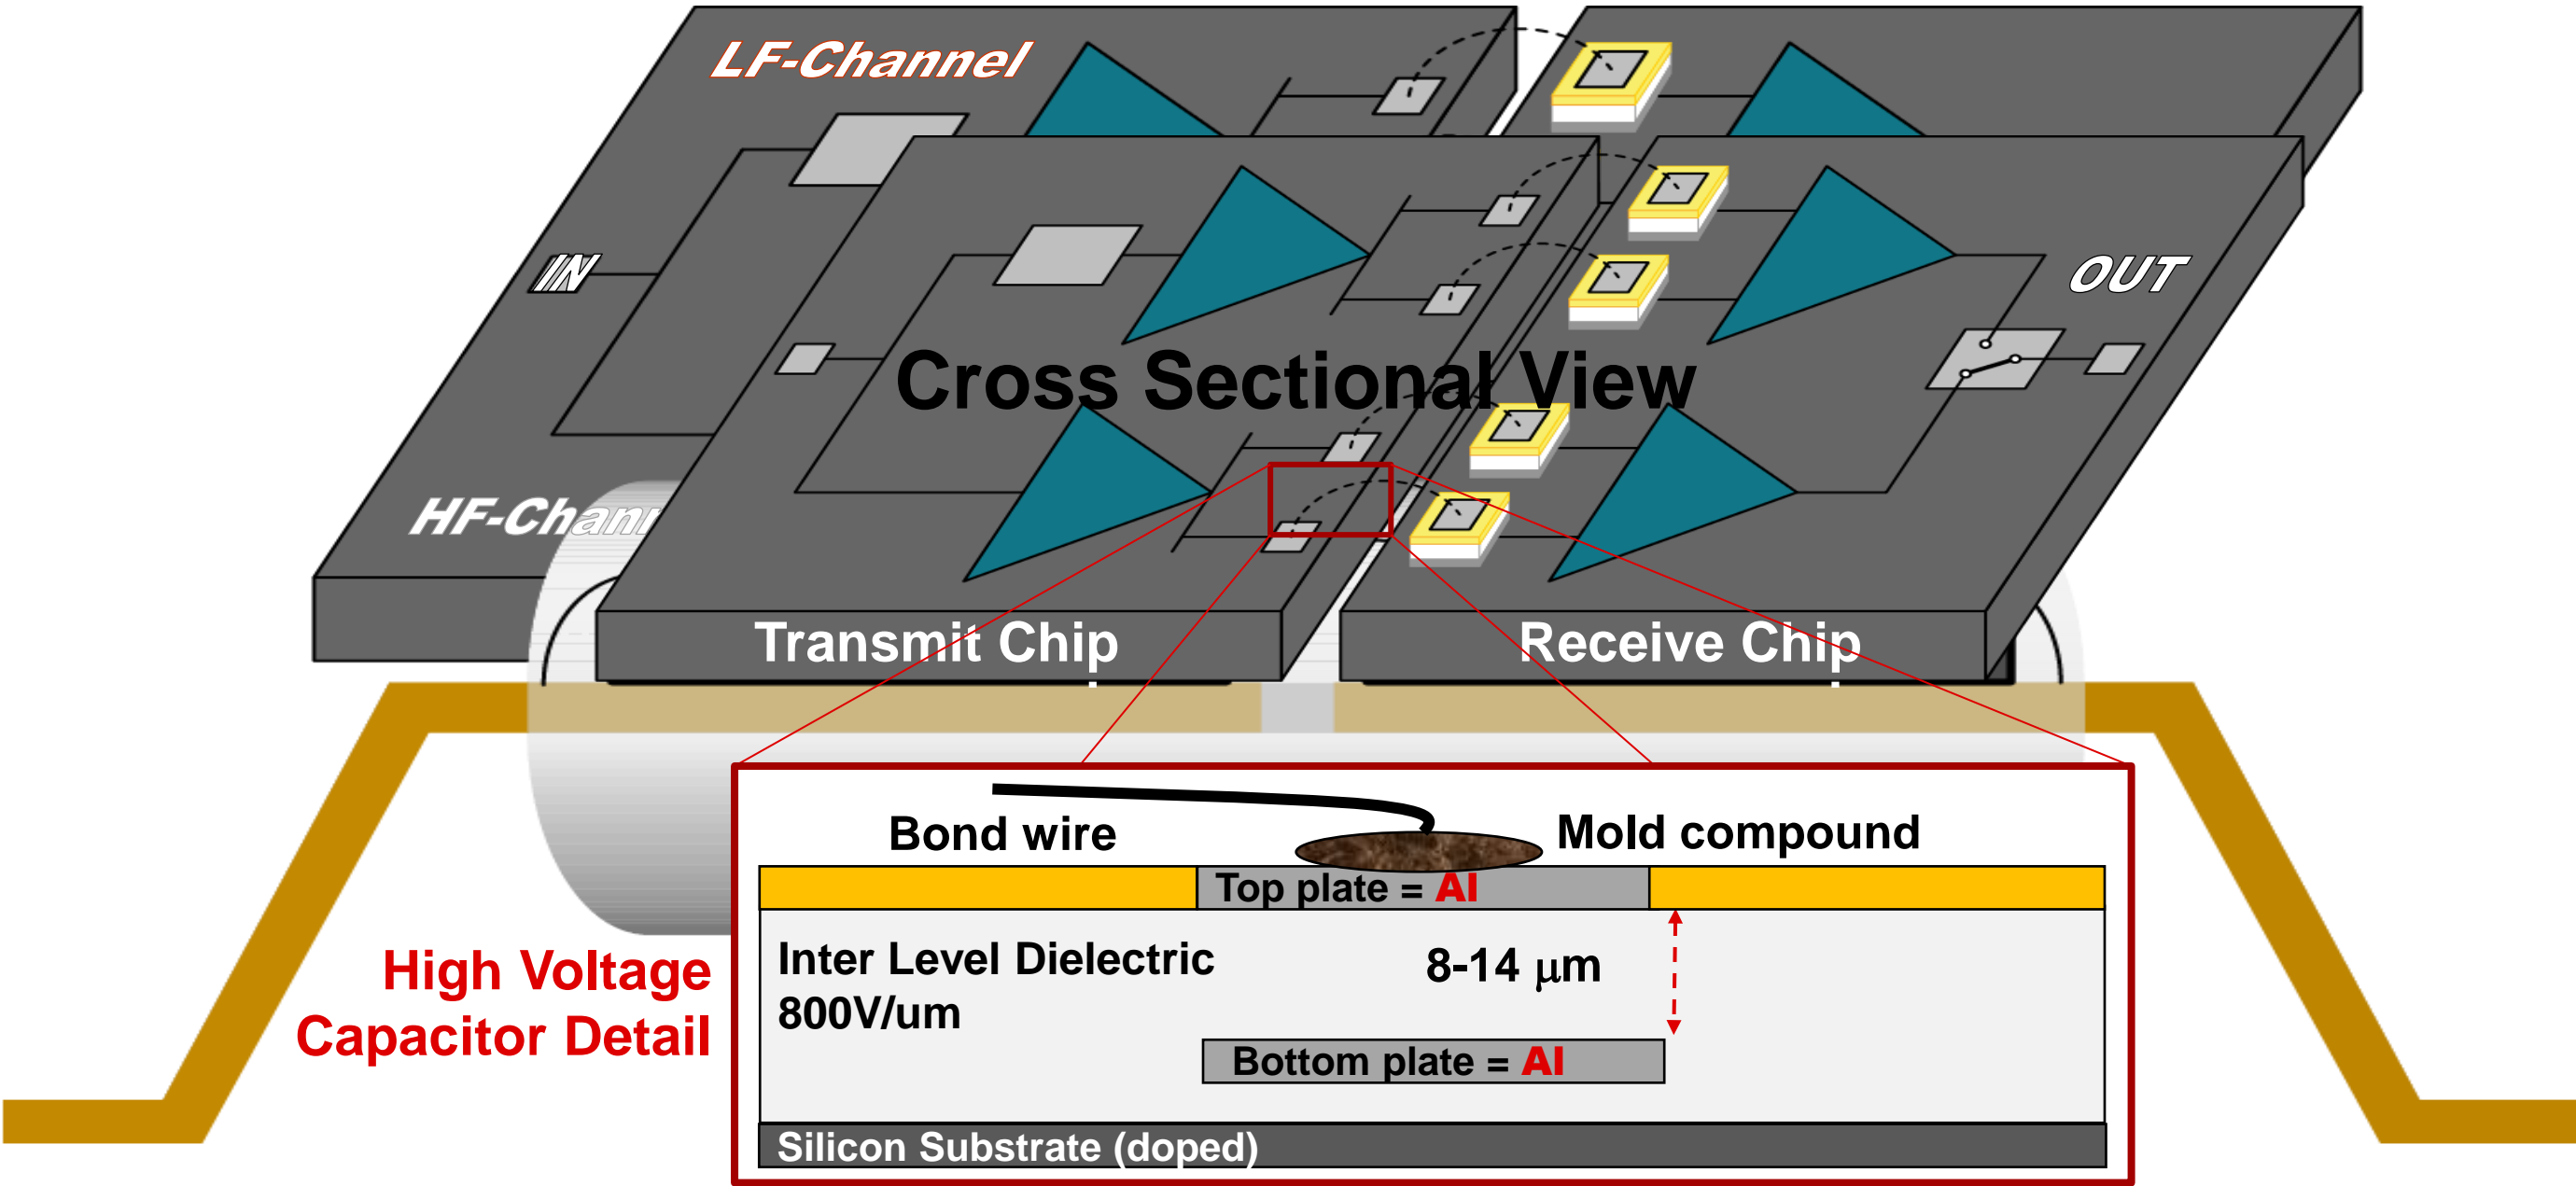 LF-Channel
IN
OUT
Cross Sectional View
HF-Chann
Transmit Chip
Receive Chip
Bond wire
Mold compound
Top plate = Al
High Voltage
Capacitor Detail
Inter Level Dielectric
800V/um
8-14 μm
Bottom plate = Al
Silicon Substrate (doped)